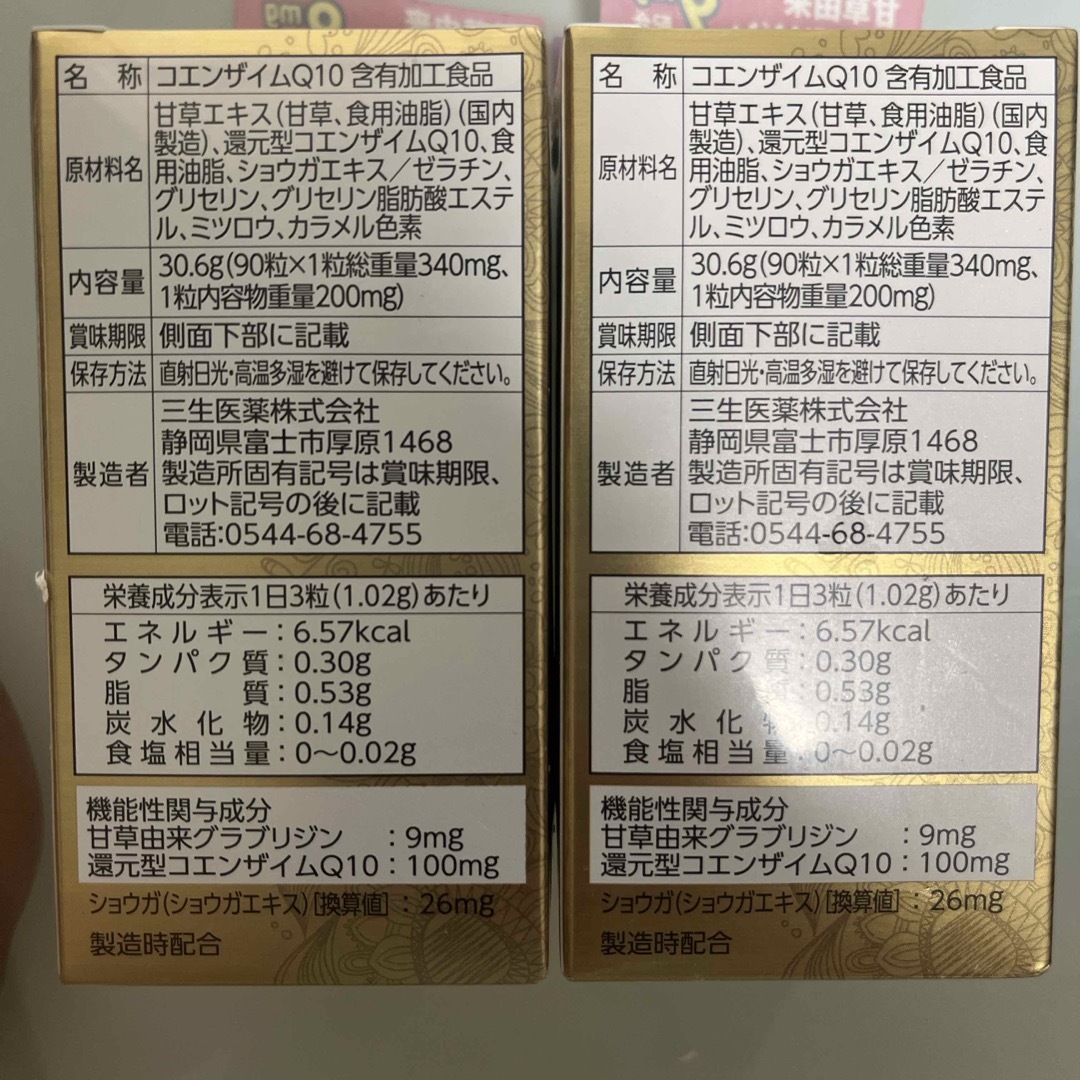 甘草由来
名称 コエンザイムQ10 含有加工食品
原材料名 甘草エキス(甘草、食用油脂)(国内
製造)、還元型コエンザイムQ10、食
用油脂、ショウガエキス/ゼラチン、
グリセリン、グリセリン脂肪酸エステ
ル、ミツロウ、カラメル色素
内容量 30.6g(90粒×1粒総重量340mg、
1粒内容物重量200mg)
賞味期限 側面下部に記載
保存方法 直射日光・高温多湿を避けて保存してください。
製造者 三生医薬株式会社
静岡県富士市厚原1468
製造所固有記号は賞味期限、
ロット記号の後に記載
電話:0544-68-4755
栄養成分表示1日3粒(1.02g)あたり
エネルギー:6.57kcal
タンパク質:0.30g
脂質:0.53g
炭水化物:0.14g
食塩相当量:0〜0.02g
機能性関与成分
甘草由来グラブリジン :9mg
還元型コエンザイムQ10:100mg
ショウガ(ショウガエキス)[換算値]:26mg
製造時配合
名称 コエンザイムQ10 含有加工食品
原材料名 甘草エキス(甘草、食用油脂)(国内
製造)、還元型コエンザイムQ10、食
用油脂、ショウガエキス/ゼラチン、
グリセリン、グリセリン脂肪酸エステ
ル、ミツロウ、カラメル色素
内容量 30.6g(90粒×1粒総重量340mg、
1粒内容物重量200mg)
賞味期限 側面下部に記載
保存方法 直射日光・高温多湿を避けて保存してください。
製造者 三生医薬株式会社
静岡県富士市厚原1468
製造所固有記号は賞味期限、
ロット記号の後に記載
電話:0544-68-4755
栄養成分表示1日3粒(1.02g)あたり
エネルギー:6.57kcal
タンパク質:0.30g
脂質:0.53g
炭水化物:0.14g
食塩相当量:0〜0.02g
機能性関与成分
甘草由来グラブリジン :9mg
還元型コエンザイムQ10:100mg
ショウガ(ショウガエキス)[換算値]:26mg
製造時配合